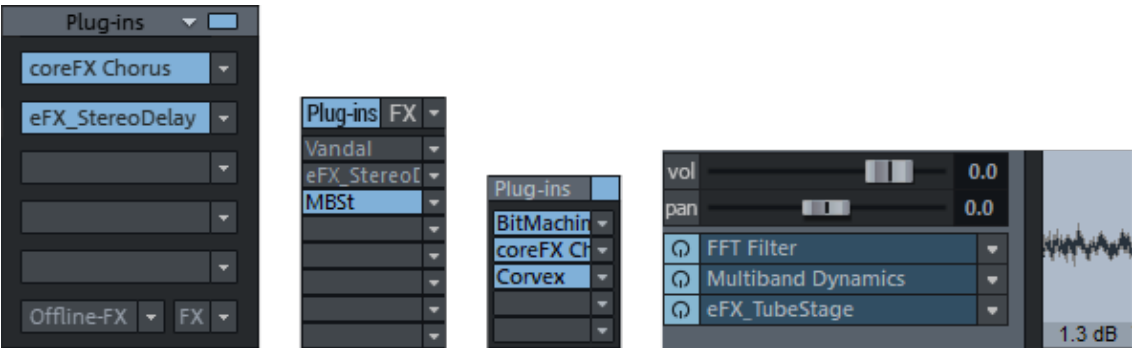 Plug-ins
coreFX Chorus
eFX_StereoDelay
Offline-FX FX
Plug-ins FX
Vandal
eFX_StereoD
MBSt
Plug-ins
BitMachin
coreFX Ch
Corvex
vol 0.0
pan 0.0
FFT Filter
Multiband Dynamics
eFX_TubeStage
1.3 dB